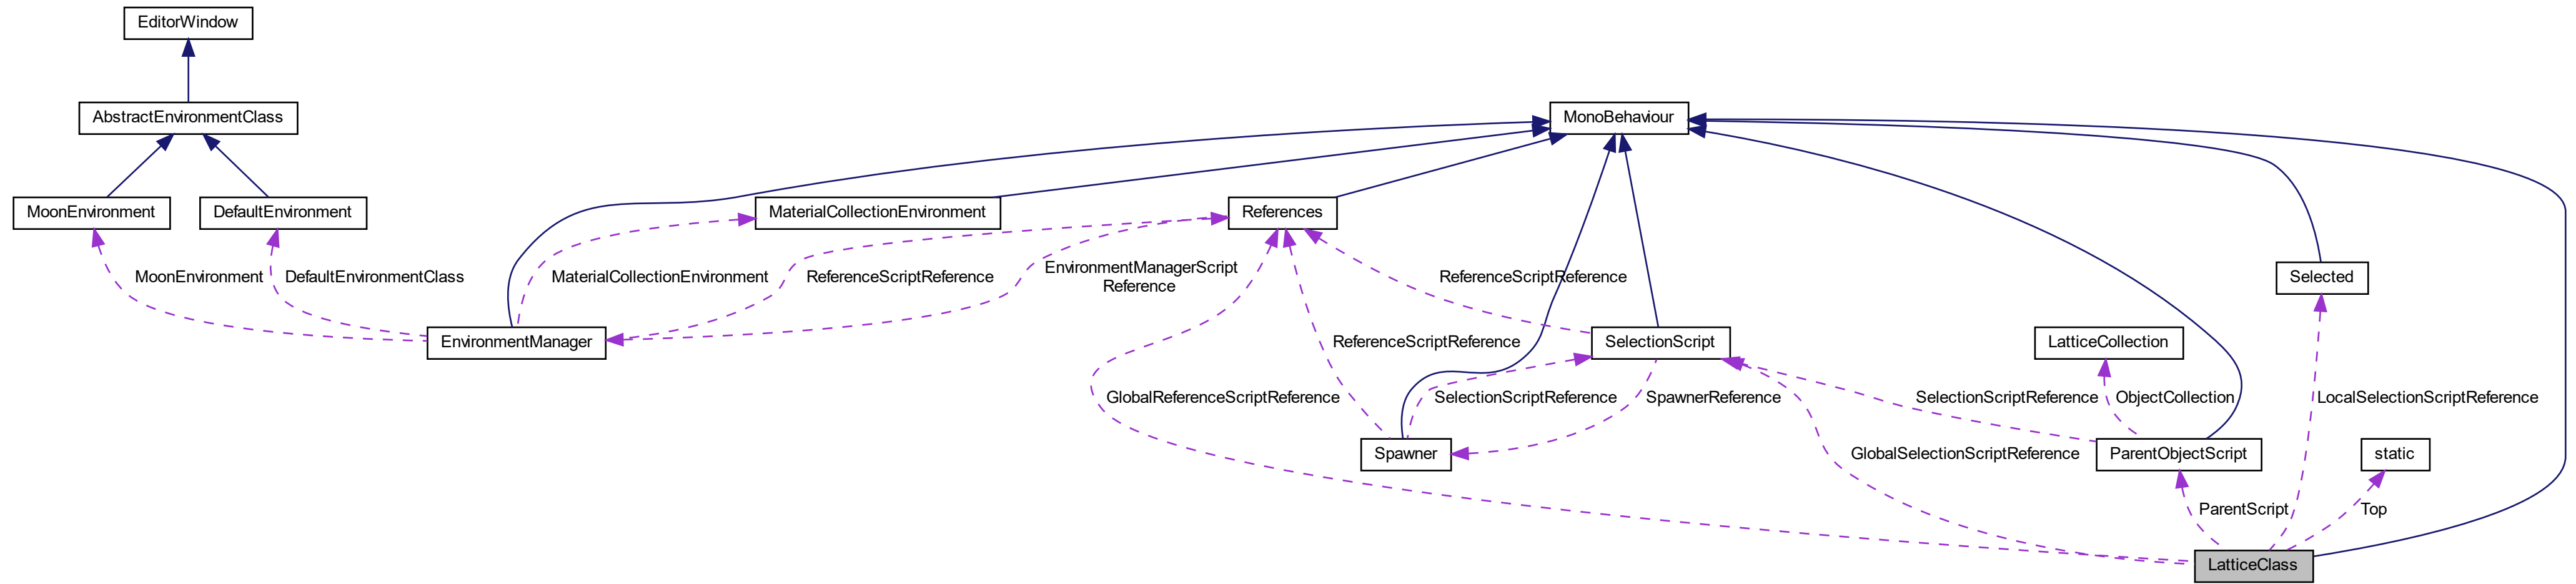 EditorWindow
AbstractEnvironmentClass
MonoBehaviour
MoonEnvironment
DefaultEnvironment
MaterialCollectionEnvironment
References
MoonEnvironment
DefaultEnvironmentClass
MaterialCollectionEnvironment
ReferenceScriptReference
EnvironmentManagerScript
Reference
ReferenceScriptReference
Selected
EnvironmentManager
ReferenceScriptReference
SelectionScript
LatticeCollection
GlobalReferenceScriptReference
SelectionScriptReference
SpawnerReference
SelectionScriptReference
ObjectCollection
LocalSelectionScriptReference
Spawner
GlobalSelectionScriptReference
ParentObjectScript
static
ParentScript
Top
LatticeClass